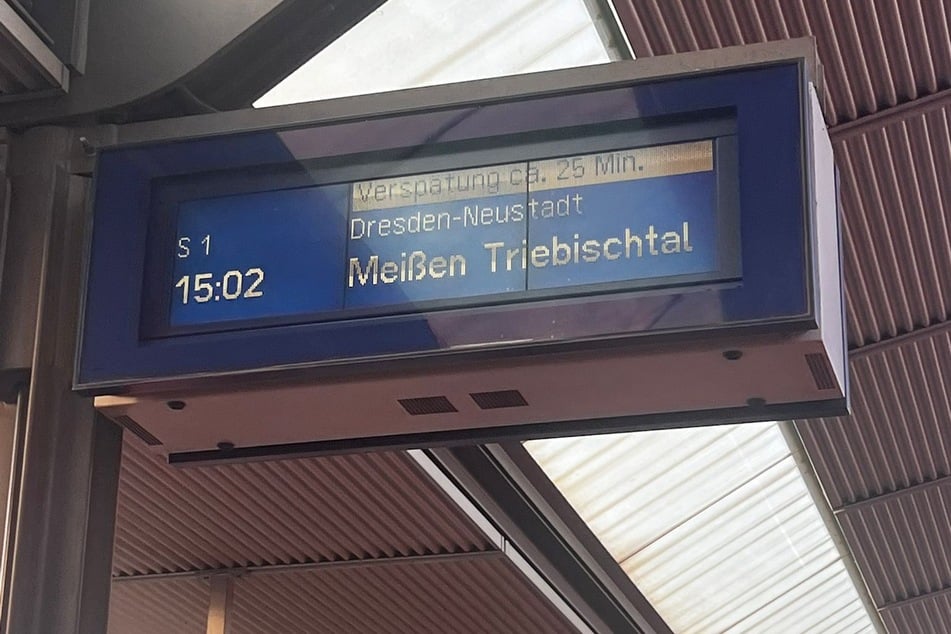 Verspätung ca. 25 Min.
Dresden-Neustadt
S 1
15:02 Meißen Triebischtal